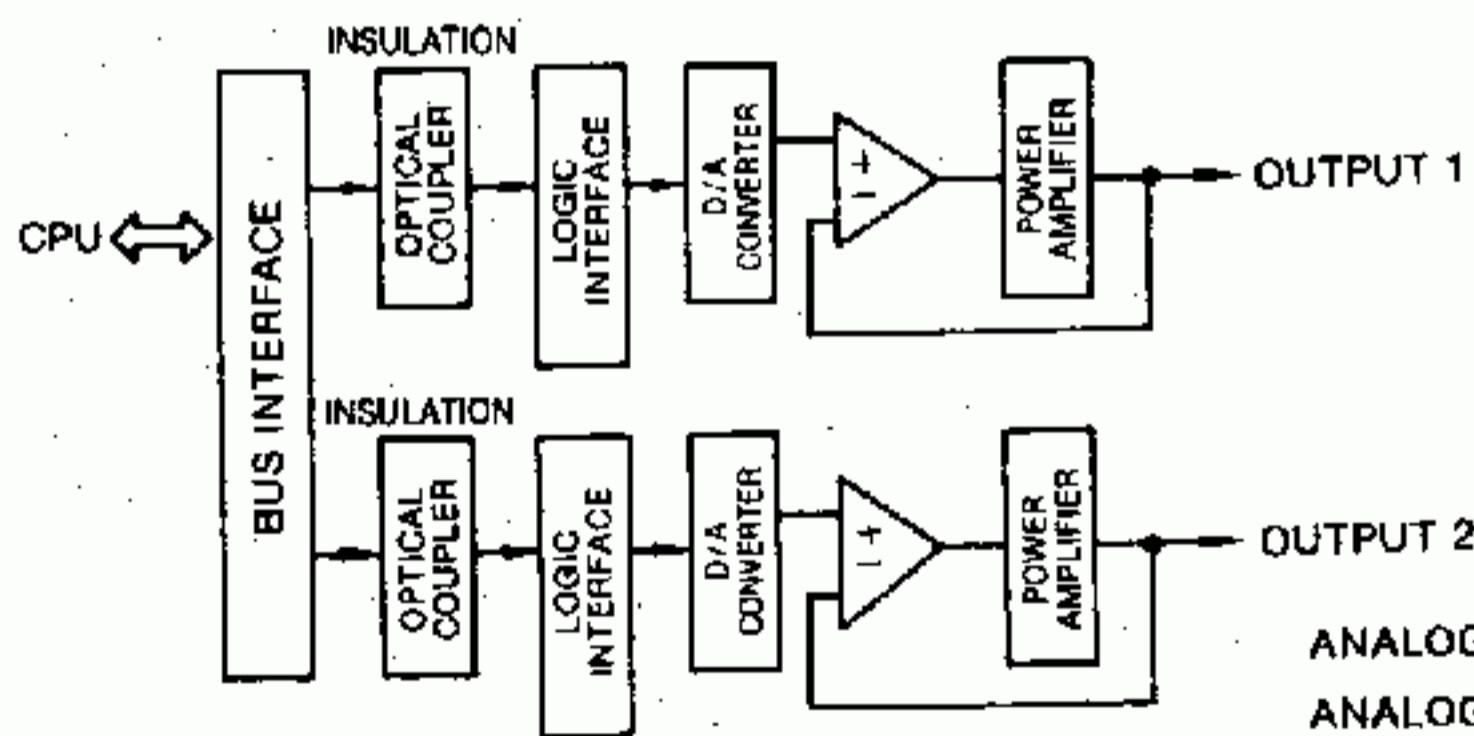 INSULATION
CPU
BUS INTERFACE
OPTICAL
COUPLER
LOGIC
INTERFACE
D/A
CONVERTER
+
−
POWER
AMPLIFIER
OUTPUT 1
INSULATION
OPTICAL
COUPLER
LOGIC
INTERFACE
D/A
CONVERTER
+
−
POWER
AMPLIFIER
OUTPUT 2
ANALOG
ANALOG